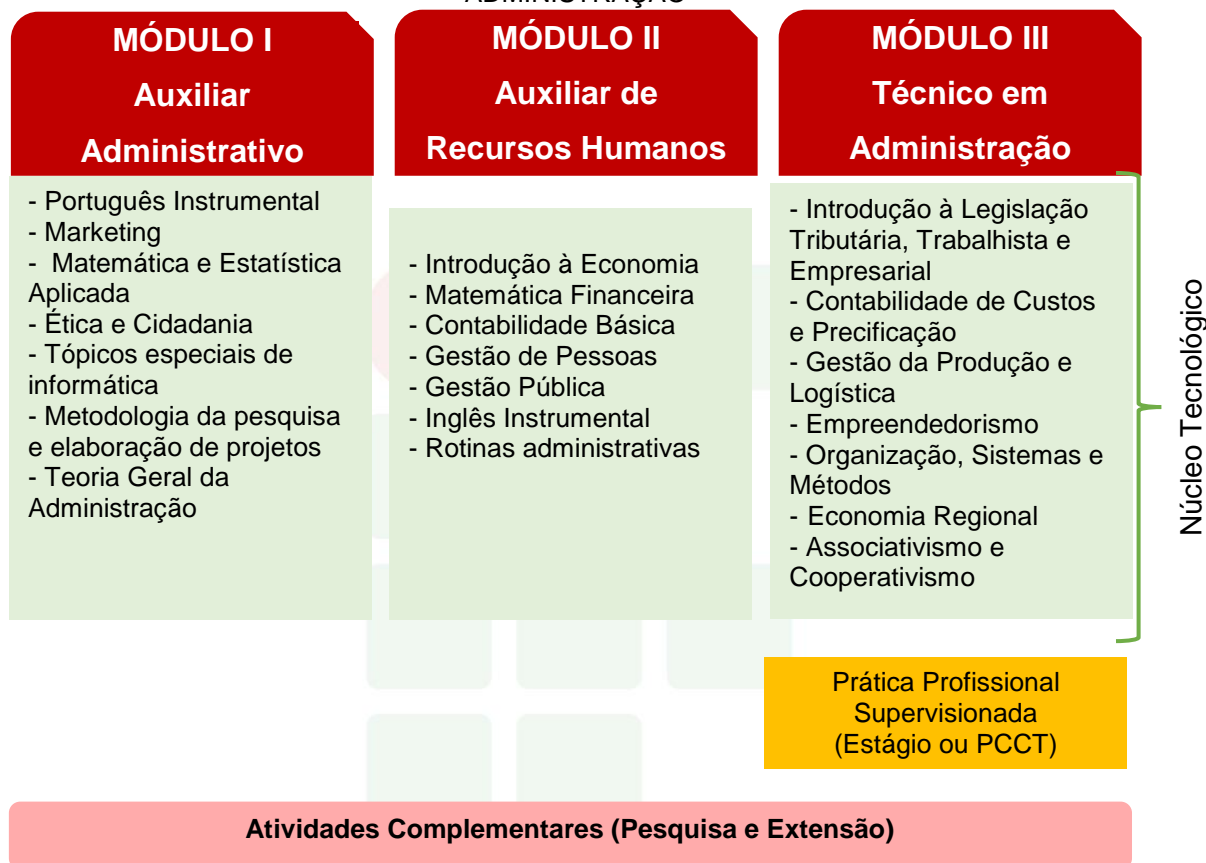 ADMINISTRAÇÃO
MÓDULO I
Auxiliar
Administrativo
- Português Instrumental
- Marketing
- Matemática e Estatística
Aplicada
- Ética e Cidadania
- Tópicos especiais de
informática
- Metodologia da pesquisa
e elaboração de projetos
- Teoria Geral da
Administração
MÓDULO II
Auxiliar de
Recursos Humanos
- Introdução à Economia
- Matemática Financeira
- Contabilidade Básica
- Gestão de Pessoas
- Gestão Pública
- Inglês Instrumental
- Rotinas administrativas
MÓDULO III
Técnico em
Administração
- Introdução à Legislação
Tributária, Trabalhista e
Empresarial
- Contabilidade de Custos
e Precificação
- Gestão da Produção e
Logística
- Empreendedorismo
- Organização, Sistemas e
Métodos
- Economia Regional
- Associativismo e
Cooperativismo
Núcleo Tecnológico
Prática Profissional
Supervisionada
(Estágio ou PCCT)
Atividades Complementares (Pesquisa e Extensão)